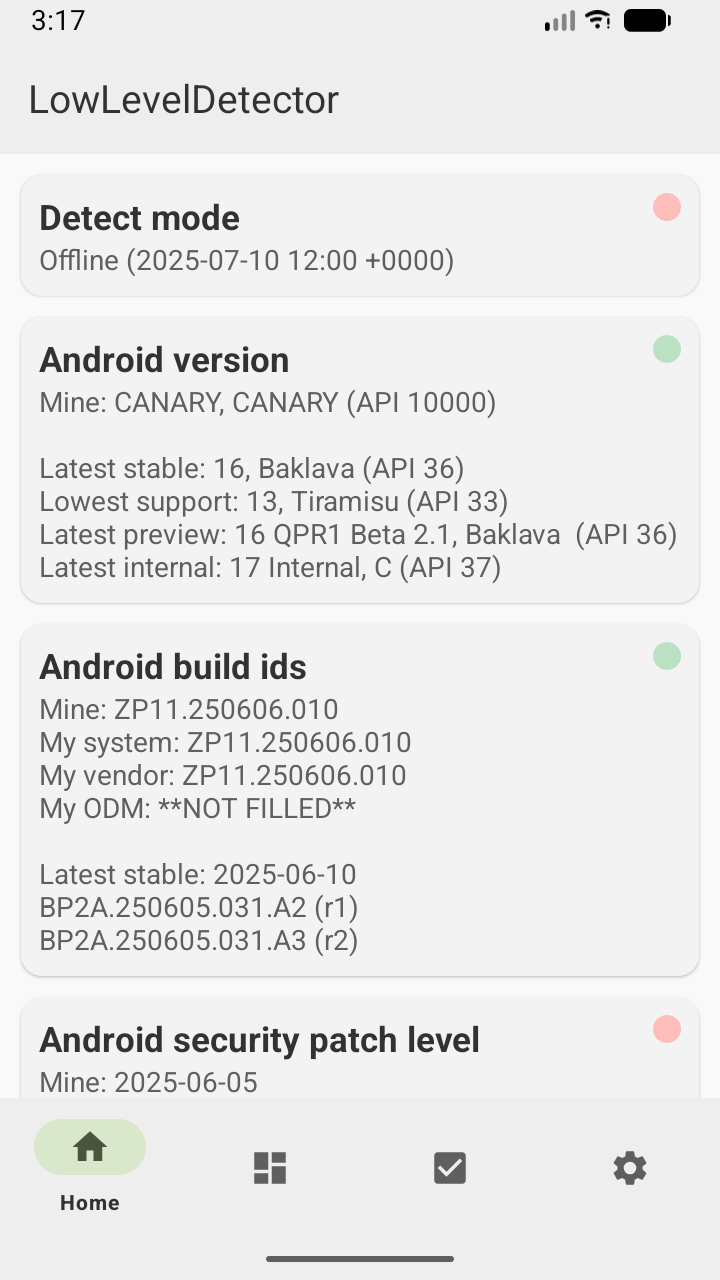 3:17
LowLevelDetector
Detect mode
Offline (2025-07-10 12:00 +0000)
Android version
Mine: CANARY, CANARY (API 10000)
Latest stable: 16, Baklava (API 36)
Lowest support: 13, Tiramisu (API 33)
Latest preview: 16 QPR1 Beta 2.1, Baklava  (API 36)
Latest internal: 17 Internal, C (API 37)
Android build ids
Mine: ZP11.250606.010
My system: ZP11.250606.010
My vendor: ZP11.250606.010
My ODM: **NOT FILLED**
Latest stable: 2025-06-10
BP2A.250605.031.A2 (r1)
BP2A.250605.031.A3 (r2)
Android security patch level
Mine: 2025-06-05
Home